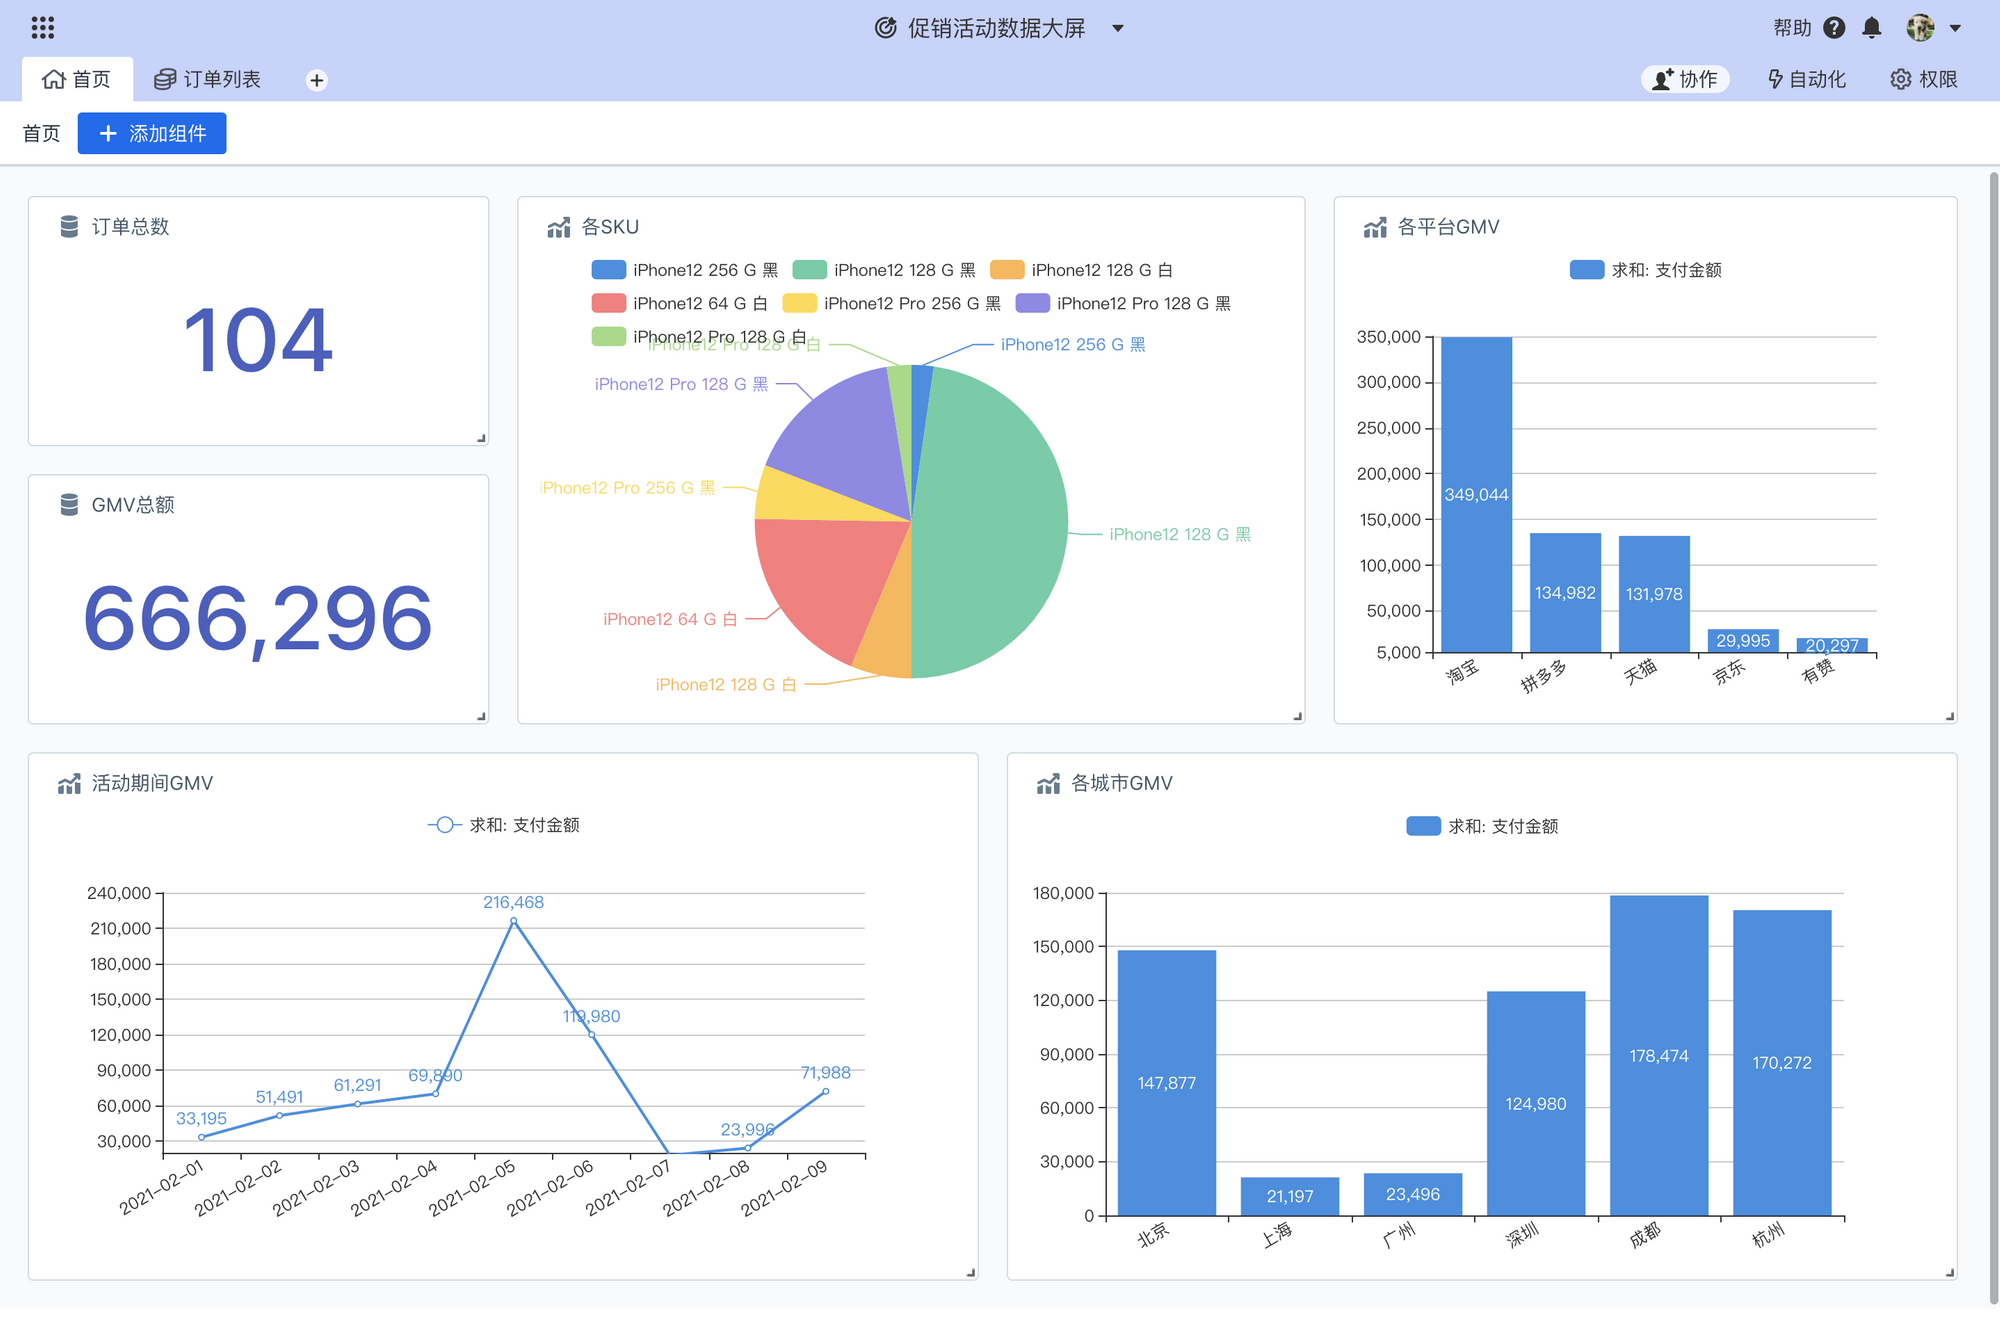 促销活动数据大屏
帮助
首页
订单列表
协作
自动化
权限
首页
添加组件
订单总数
104
GMV总额
666,296
各SKU
iPhone12 256 G 黑
iPhone12 128 G 黑
iPhone12 128 G 白
iPhone12 64 G 白
iPhone12 Pro 256 G 黑
iPhone12 Pro 128 G 黑
iPhone12 Pro 128 G 白
iPhone12 Pro 128 G 白
iPhone12 256 G 黑
iPhone12 Pro 128 G 黑
iPhone12 Pro 256 G 黑
iPhone12 128 G 黑
iPhone12 64 G 白
iPhone12 128 G 白
各平台GMV
求和: 支付金额
350,000
300,000
250,000
200,000
150,000
100,000
50,000
5,000
349,044
134,982
131,978
29,995
20,297
淘宝
拼多多
天猫
京东
有赞
活动期间GMV
求和: 支付金额
240,000
210,000
180,000
150,000
120,000
90,000
60,000
30,000
33,195
51,491
61,291
69,890
216,468
119,980
23,996
71,988
2021-02-01
2021-02-02
2021-02-03
2021-02-04
2021-02-05
2021-02-06
2021-02-07
2021-02-08
2021-02-09
各城市GMV
求和: 支付金额
180,000
150,000
120,000
90,000
60,000
30,000
0
147,877
21,197
23,496
124,980
178,474
170,272
北京
上海
广州
深圳
成都
杭州